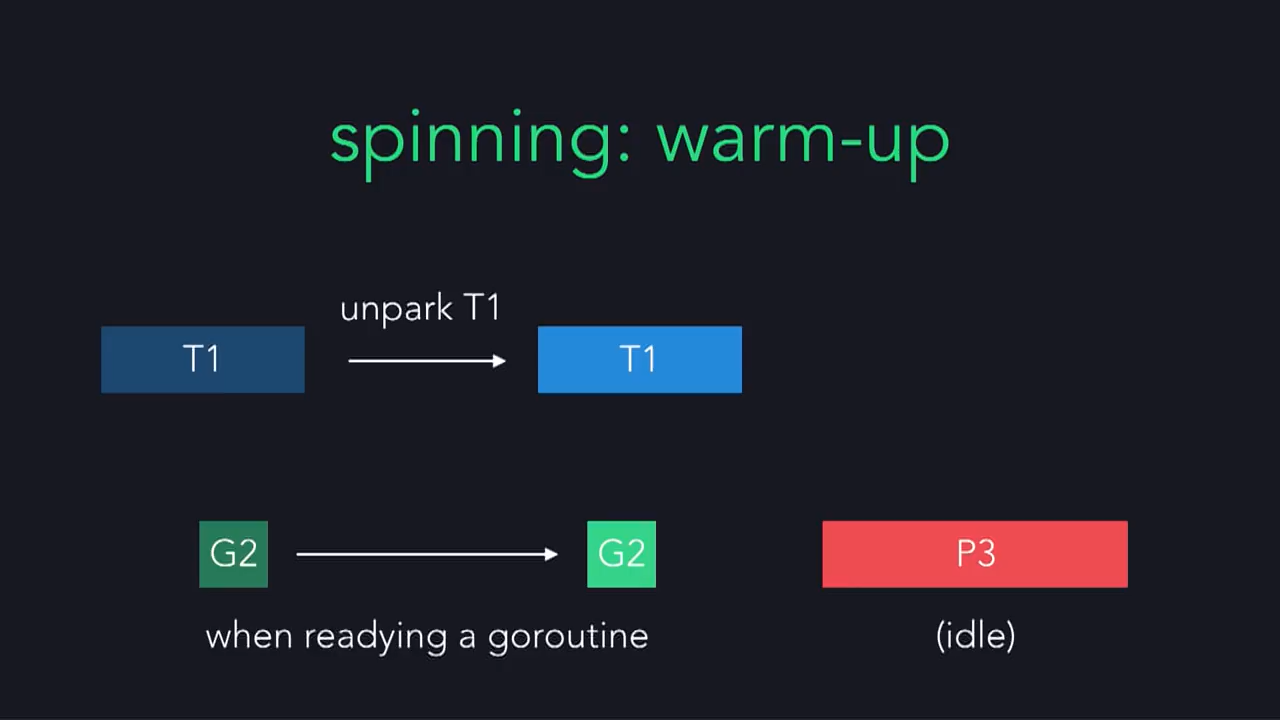 spinning: warm-up
unpark T1
T1
T1
G2
G2
P3
when readying a goroutine
(idle)